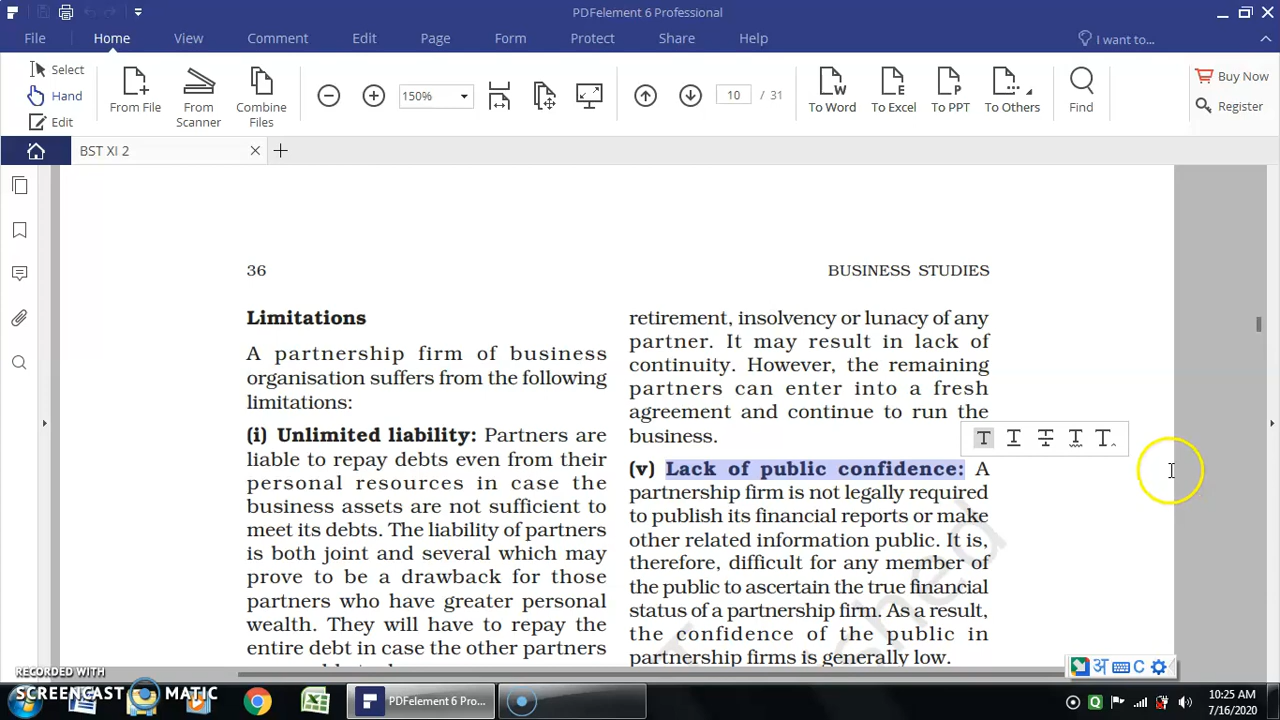 PDFelement 6 Professional
File Home View Comment Edit Page Form Protect Share Help I want to...
Select
Hand
Edit
From File
From Scanner
Combine Files
150%
10 / 31
To Word
To Excel
To PPT
To Others
Find
Buy Now
Register
BST XI 2
36
BUSINESS STUDIES
Limitations
A partnership firm of business
organisation suffers from the following
limitations:
(i) Unlimited liability: Partners are
liable to repay debts even from their
personal resources in case the
business assets are not sufficient to
meet its debts. The liability of partners
is both joint and several which may
prove to be a drawback for those
partners who have greater personal
wealth. They will have to repay the
entire debt in case the other partners
retirement, insolvency or lunacy of any
partner. It may result in lack of
continuity. However, the remaining
partners can enter into a fresh
agreement and continue to run the
business.
(v) Lack of public confidence: A
partnership firm is not legally required
to publish its financial reports or make
other related information public. It is,
therefore, difficult for any member of
the public to ascertain the true financial
status of a partnership firm. As a result,
the confidence of the public in
partnership firms is generally low.
shed
अ
RECORDED WITH
SCREENCAST MATIC
PDFelement 6 Pro...
10:25 AM
7/16/2020